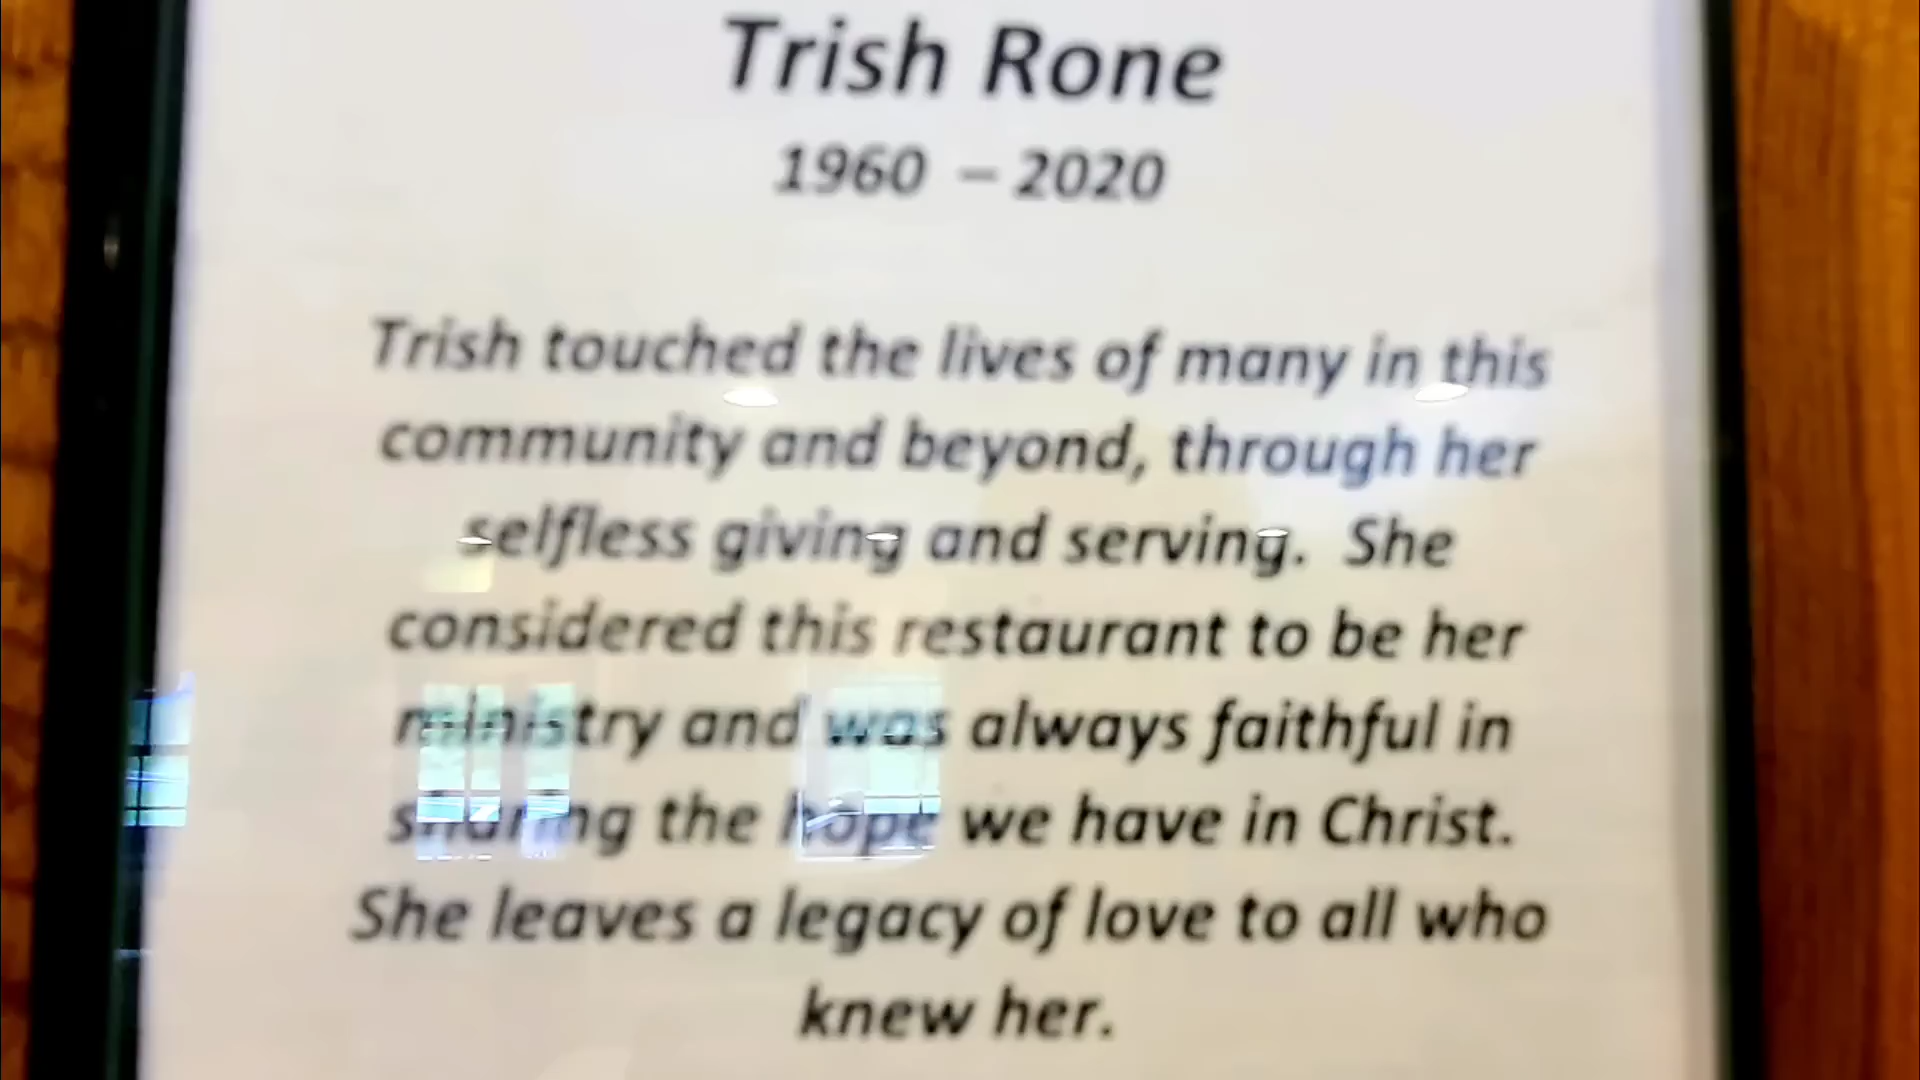 Trish Rone
1960 – 2020
Trish touched the lives of many in this
community and beyond, through her
selfless giving and serving. She
considered this restaurant to be her
ministry and was always faithful in
sharing the hope we have in Christ.
She leaves a legacy of love to all who
knew her.